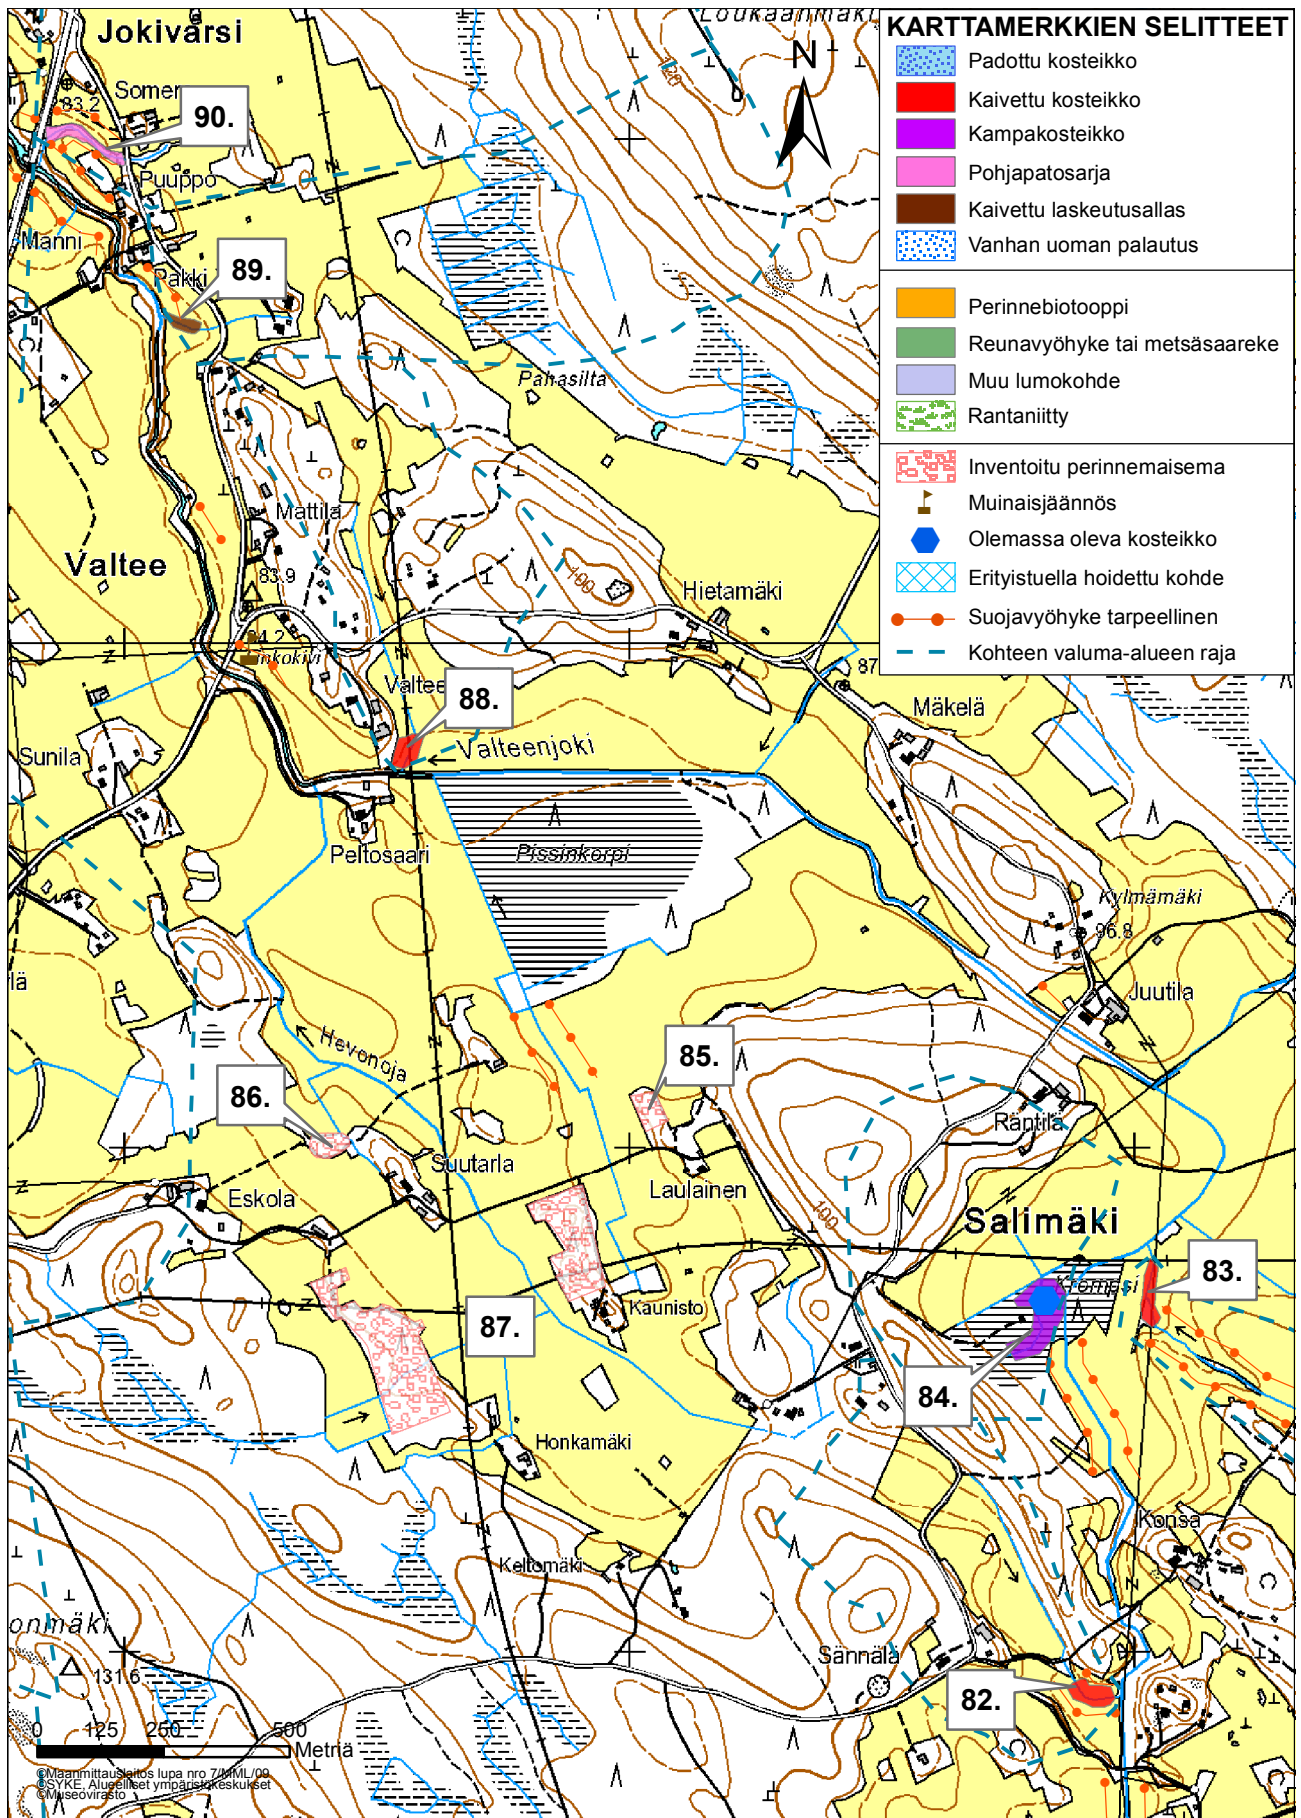 Jokivarsi
Loukaanmäki
120
N
KARTTAMERKKIEN SELITTEET
Padottu kosteikko
Kaivettu kosteikko
Kampakosteikko
Pohjapatosarja
Kaivettu laskeutusallas
Vanhan uoman palautus
Perinnebiotooppi
Reunavyöhyke tai metsäsaareke
Muu lumokohde
Rantaniitty
Inventoitu perinnemaisema
Muinaisjäännös
Olemassa oleva kosteikko
Erityistuella hoidettu kohde
Suojavyöhyke tarpeellinen
Kohteen valuma-alueen raja
83.2
90.
Puuppo
Manni
Pakki
89.
Pahasilta
Mattila
Valtee
83.9
100
Hietamäki
87
88.
Mäkelä
Valteenjoki
Sunila
Peltosaari
Pissinkorpi
Kylmämäki
96.8
Juutila
Hevonoja
85.
86.
Räntilä
Suutarla
Laulainen
Eskola
100
Salimäki
83.
Krompsi
Kaunisto
87.
84.
Honkamäki
Konsa
Keltomäki
onmäki
131.6
Sännälä
82.
0 125 250 500
Metriä
©Maanmittauslaitos lupa nro 7/MML/09
©SYKE, Alueelliset ympäristökeskukset
©Museovirasto